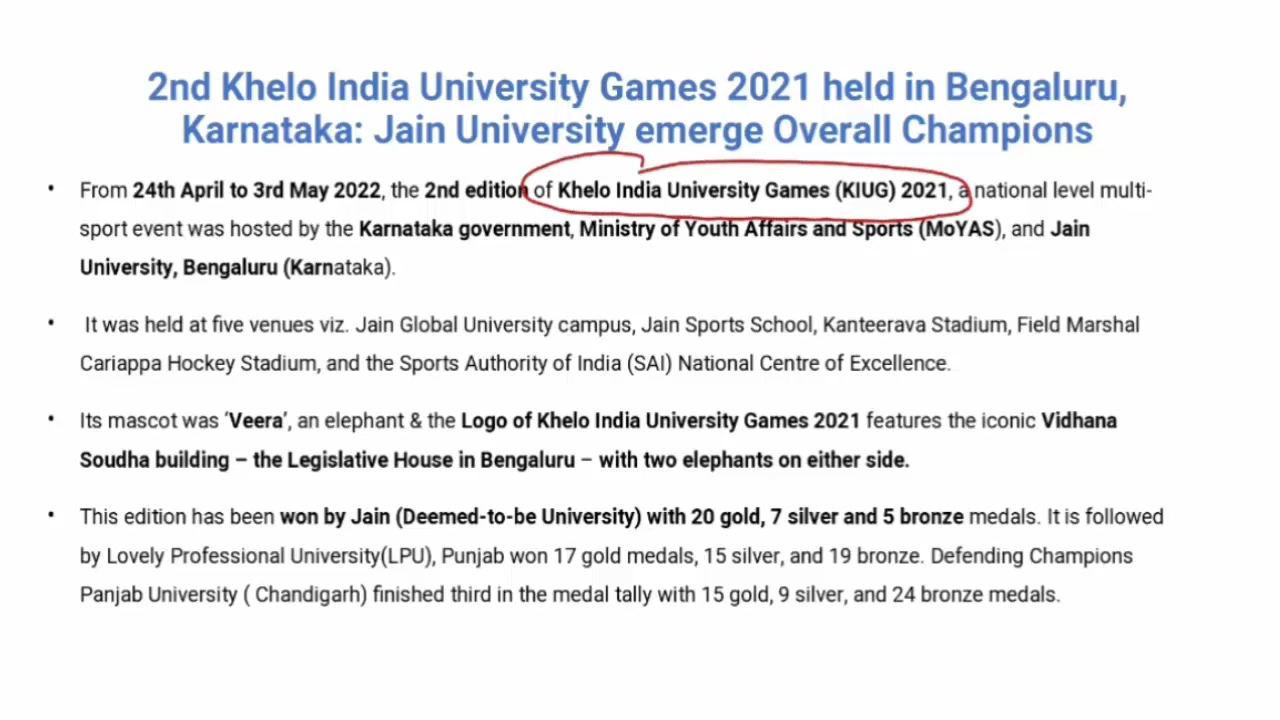 2nd Khelo India University Games 2021 held in Bengaluru,
Karnataka: Jain University emerge Overall Champions
• From 24th April to 3rd May 2022, the 2nd edition of Khelo India University Games (KIUG) 2021, a national level multi-
sport event was hosted by the Karnataka government, Ministry of Youth Affairs and Sports (MoYAS), and Jain
University, Bengaluru (Karnataka).
• It was held at five venues viz. Jain Global University campus, Jain Sports School, Kanteerava Stadium, Field Marshal
Cariappa Hockey Stadium, and the Sports Authority of India (SAI) National Centre of Excellence.
• Its mascot was ‘Veera’, an elephant & the Logo of Khelo India University Games 2021 features the iconic Vidhana
Soudha building – the Legislative House in Bengaluru – with two elephants on either side.
• This edition has been won by Jain (Deemed-to-be University) with 20 gold, 7 silver and 5 bronze medals. It is followed
by Lovely Professional University(LPU), Punjab won 17 gold medals, 15 silver, and 19 bronze. Defending Champions
Panjab University ( Chandigarh) finished third in the medal tally with 15 gold, 9 silver, and 24 bronze medals.